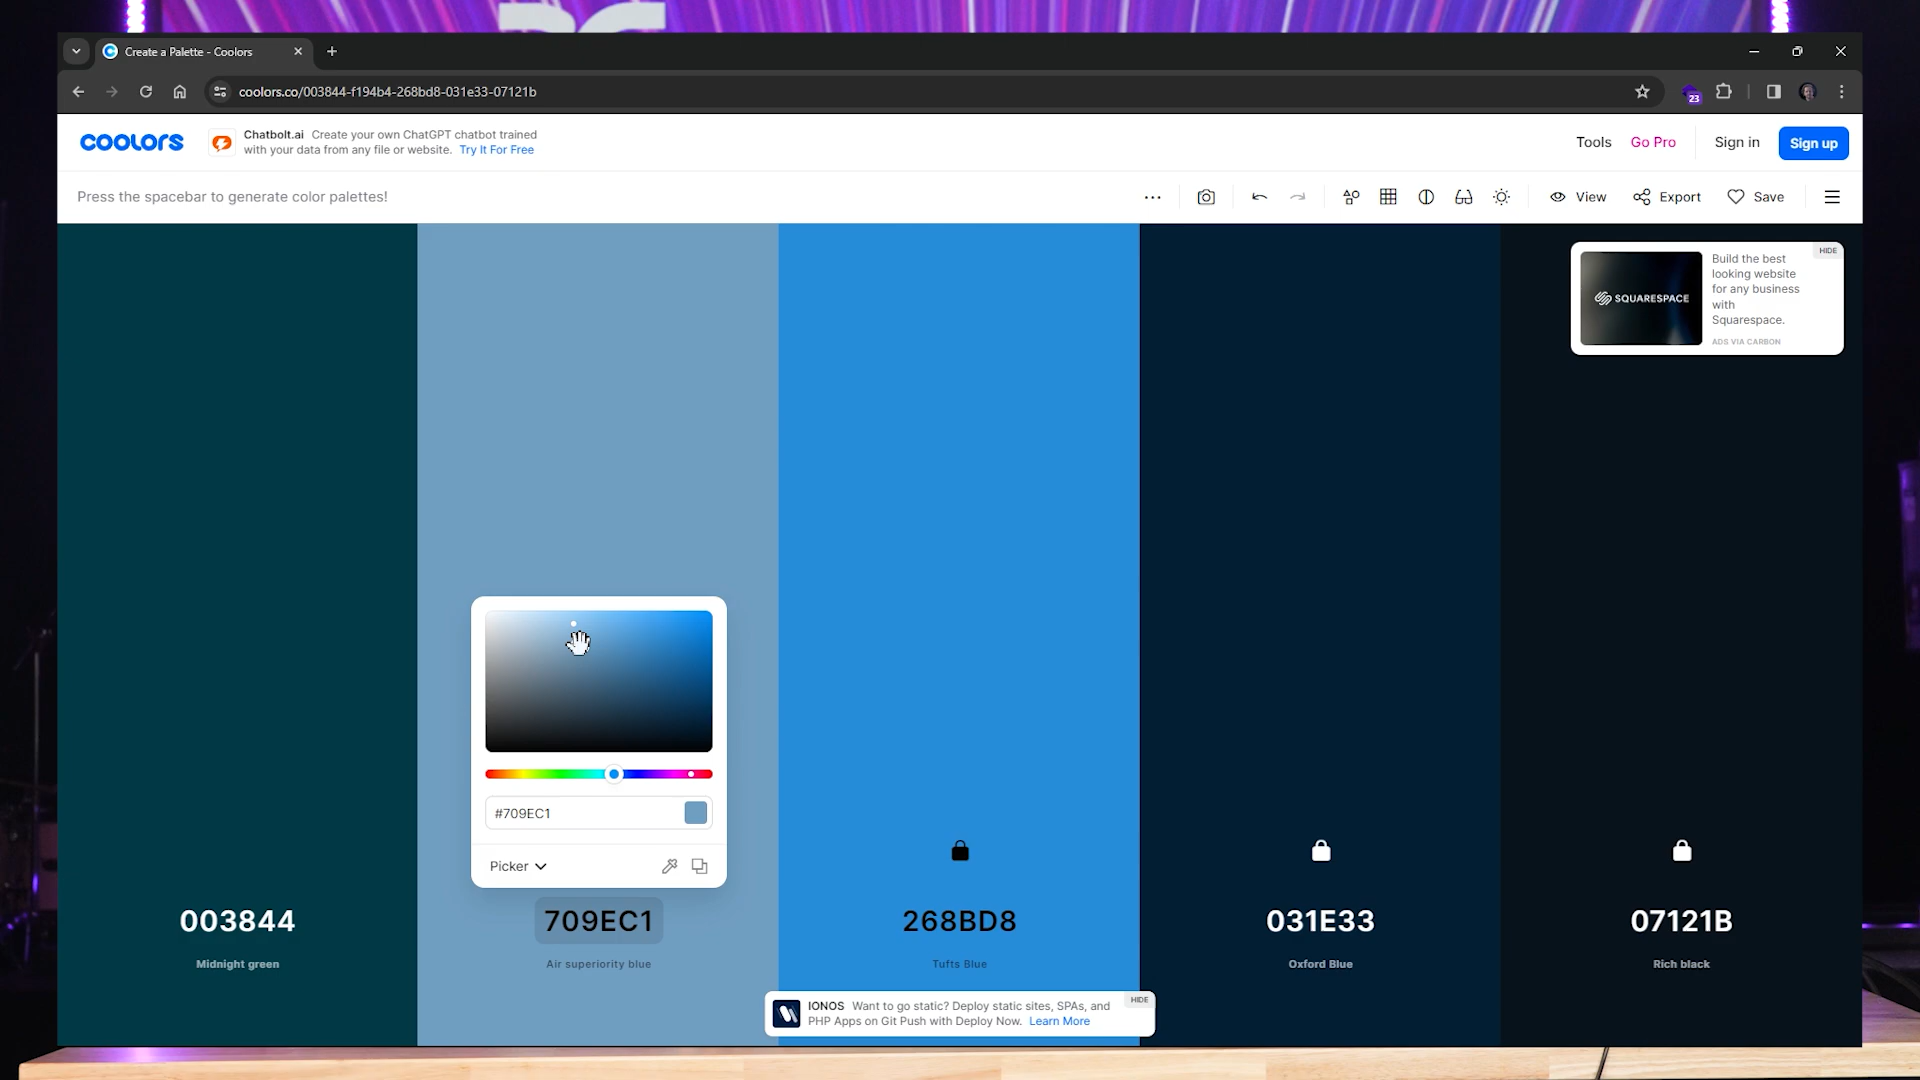 Create a Palette - Coolors
coolors.co/003844-f194b4-268bd8-031e33-07121b
23
coolors
Chatbolt.ai Create your own ChatGPT chatbot trained
with your data from any file or website. Try It For Free
Tools
Go Pro
Sign in
Sign up
Press the spacebar to generate color palettes!
View
Export
Save
HIDE
SQUARESPACE
Build the best
looking website
for any business
with
Squarespace.
ADS VIA CARBON
#709EC1
Picker
003844
709EC1
268BD8
031E33
07121B
Midnight green
Air superiority blue
Tufts Blue
Oxford Blue
Rich black
IONOS Want to go static? Deploy static sites, SPAs, and
PHP Apps on Git Push with Deploy Now. Learn More
HIDE